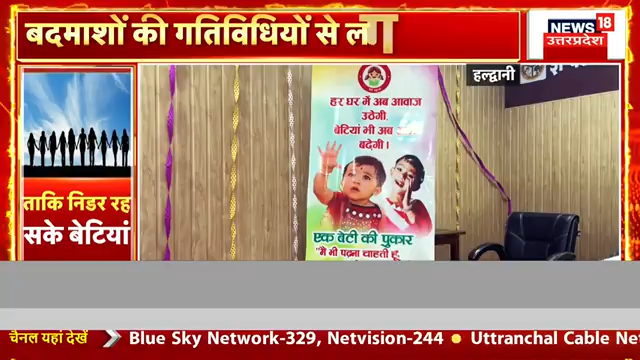 बदमाशों की गतिविधियों से
NEWS 18
उत्तरप्रदेश
हल्द्वानी
हर घर में अब आवाज
उठेगी,
बेटियां भी अब
बढ़ेगी।
ताकि निडर रह
सके बेटियां
एक बेटी की पुकार
"मैं भी पढ़ना चाहती हूं,
चैनल यहां देखें
Blue Sky Network-329, Netvision-244 ● Uttranchal Cable Ne